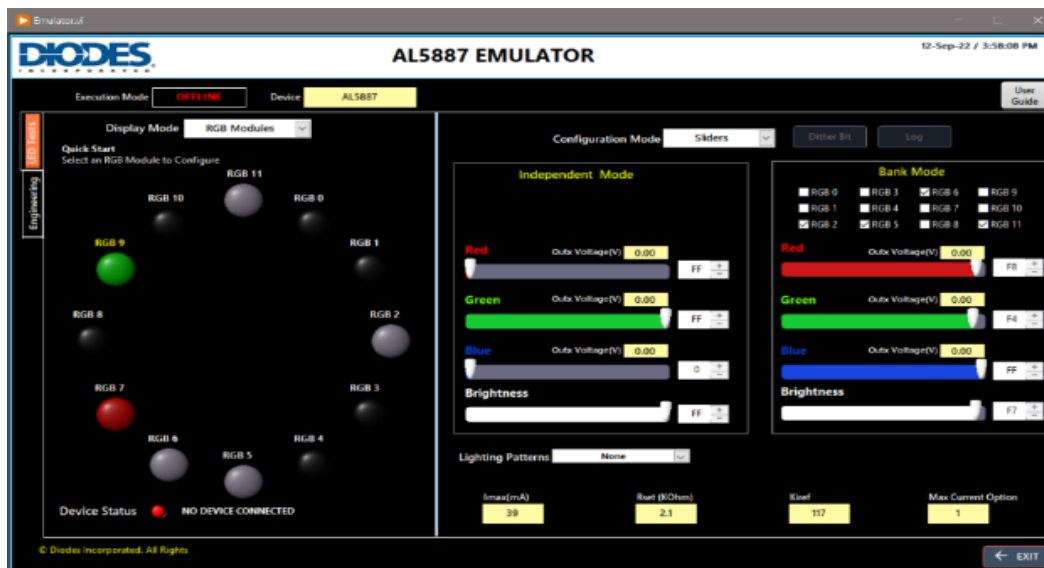 Emulator.vi
DIODES
INCORPORATED
AL5887 EMULATOR
12-Sep-22 / 3:58:08 PM
Execution Mode OFFLINE Device AL5887
User
Guide
LED Tests
Engineering
Display Mode RGB Modules
Quick Start
Select an RGB Module to Configure
RGB 11
RGB 10
RGB 0
RGB 9
RGB 1
RGB 8
RGB 2
RGB 7
RGB 3
RGB 6
RGB 4
RGB 5
Device Status NO DEVICE CONNECTED
Configuration Mode Sliders Dither Bit Log
Independent Mode
Red Outx Voltage(V) 0.00
FF
Green Outx Voltage(V) 0.00
FF
Blue Outx Voltage(V) 0.00
0
Brightness
FF
Bank Mode
RGB 0 RGB 3 RGB 6 RGB 9
RGB 1 RGB 4 RGB 7 RGB 10
RGB 2 RGB 5 RGB 8 RGB 11
Red Outx Voltage(V) 0.00
F8
Green Outx Voltage(V) 0.00
F4
Blue Outx Voltage(V) 0.00
FF
Brightness
F7
Lighting Patterns None
Imax(mA) Rset (KOhm) Kiref Max Current Option
39 2.1 117 1
© Diodes Incorporated. All Rights
EXIT